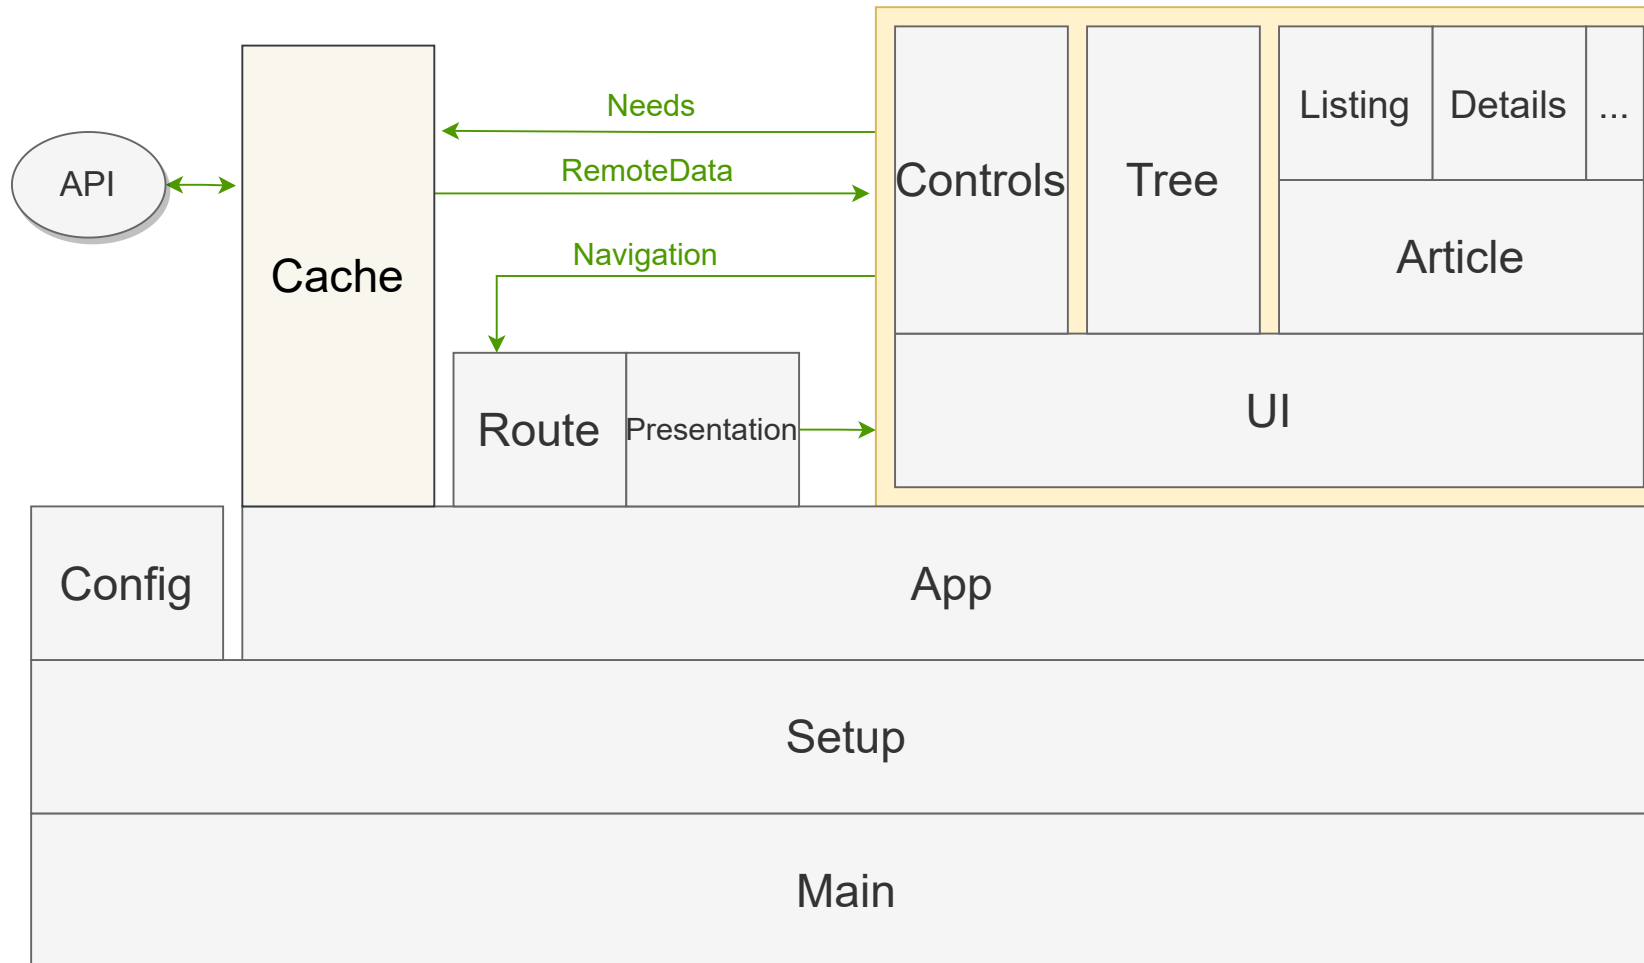 Needs
RemoteData
Navigation
API
Cache
Controls
Tree
Listing
Details
...
Article
Route
Presentation
UI
Config
App
Setup
Main